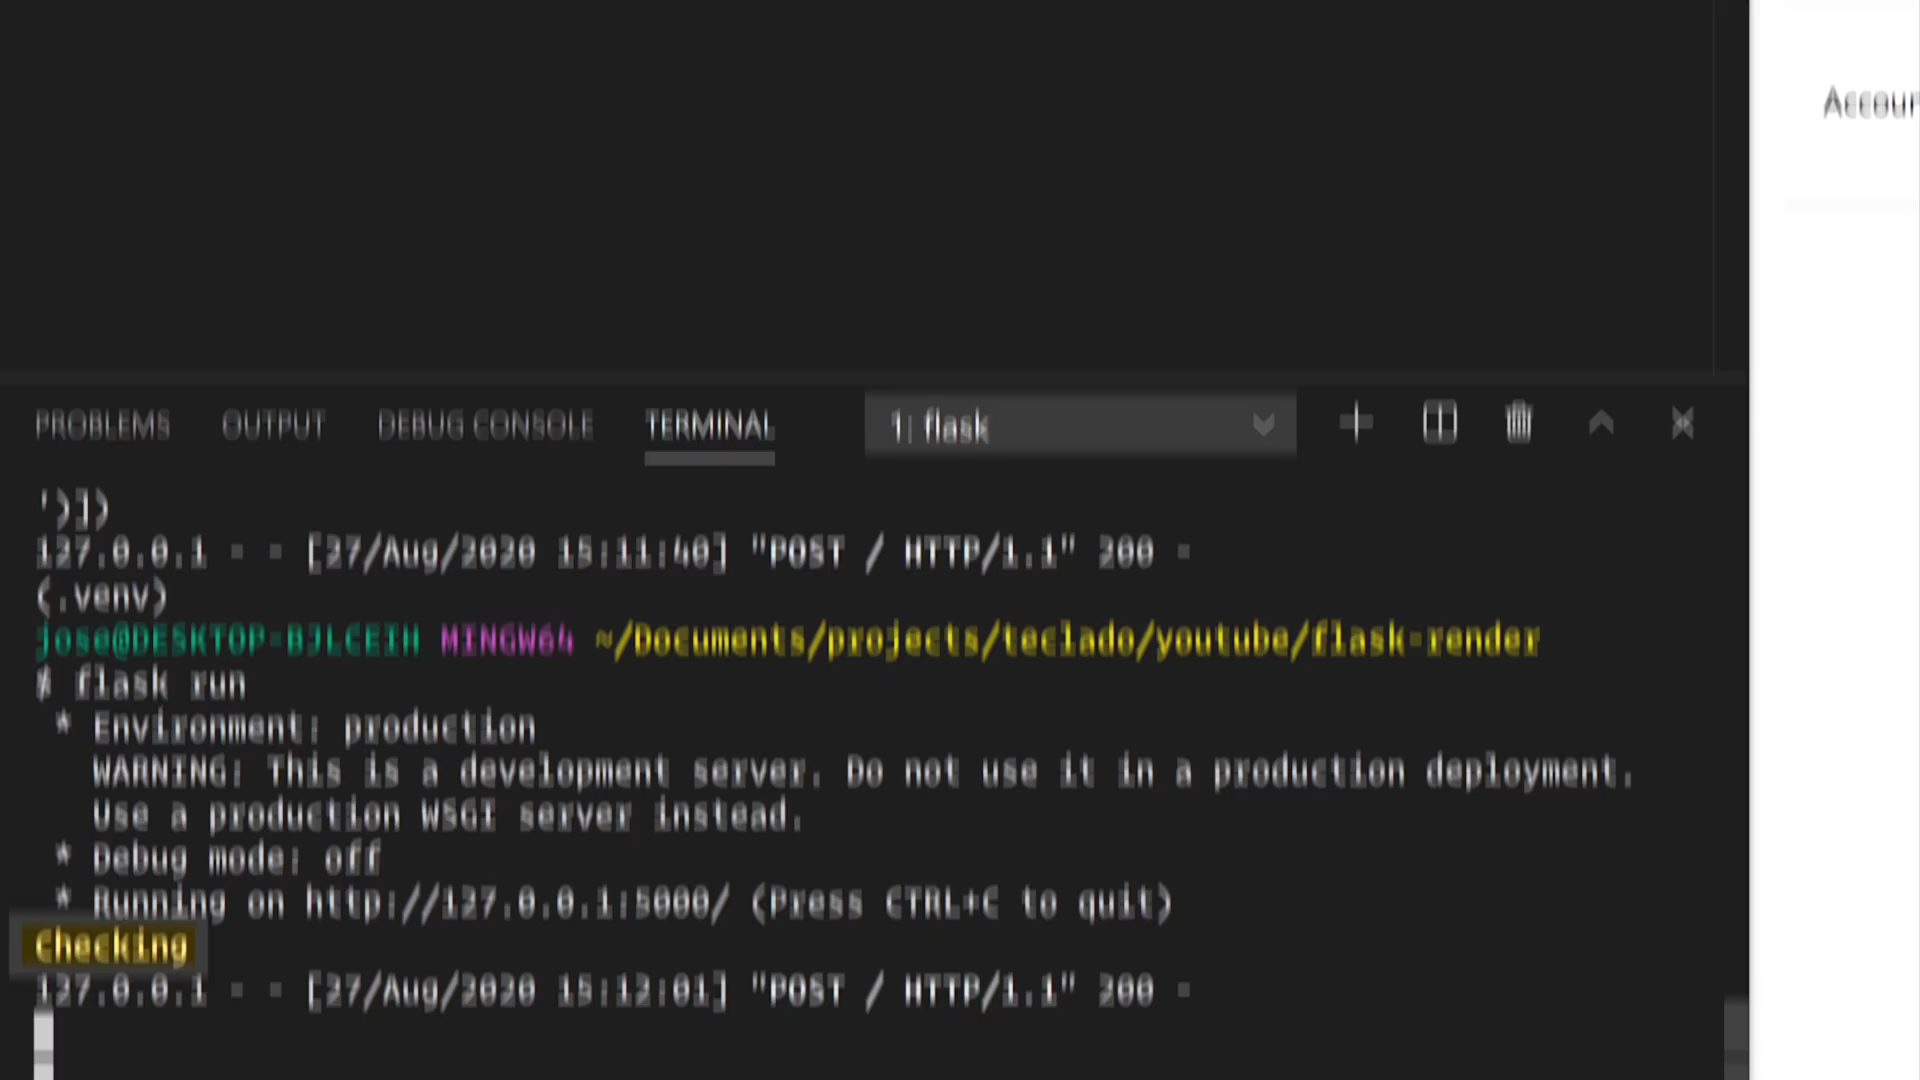 Accoun
PROBLEMS OUTPUT DEBUG CONSOLE TERMINAL 1: flask
')])
127.0.0.1 - - [27/Aug/2020 15:11:40] "POST / HTTP/1.1" 200 -
(.venv)
jose@DESKTOP-BJLCEIH MINGW64 ~/Documents/projects/teclado/youtube/flask-render
# flask run
* Environment: production
WARNING: This is a development server. Do not use it in a production deployment.
Use a production WSGI server instead.
* Debug mode: off
* Running on http://127.0.0.1:5000/ (Press CTRL+C to quit)
Checking
127.0.0.1 - - [27/Aug/2020 15:12:01] "POST / HTTP/1.1" 200 -